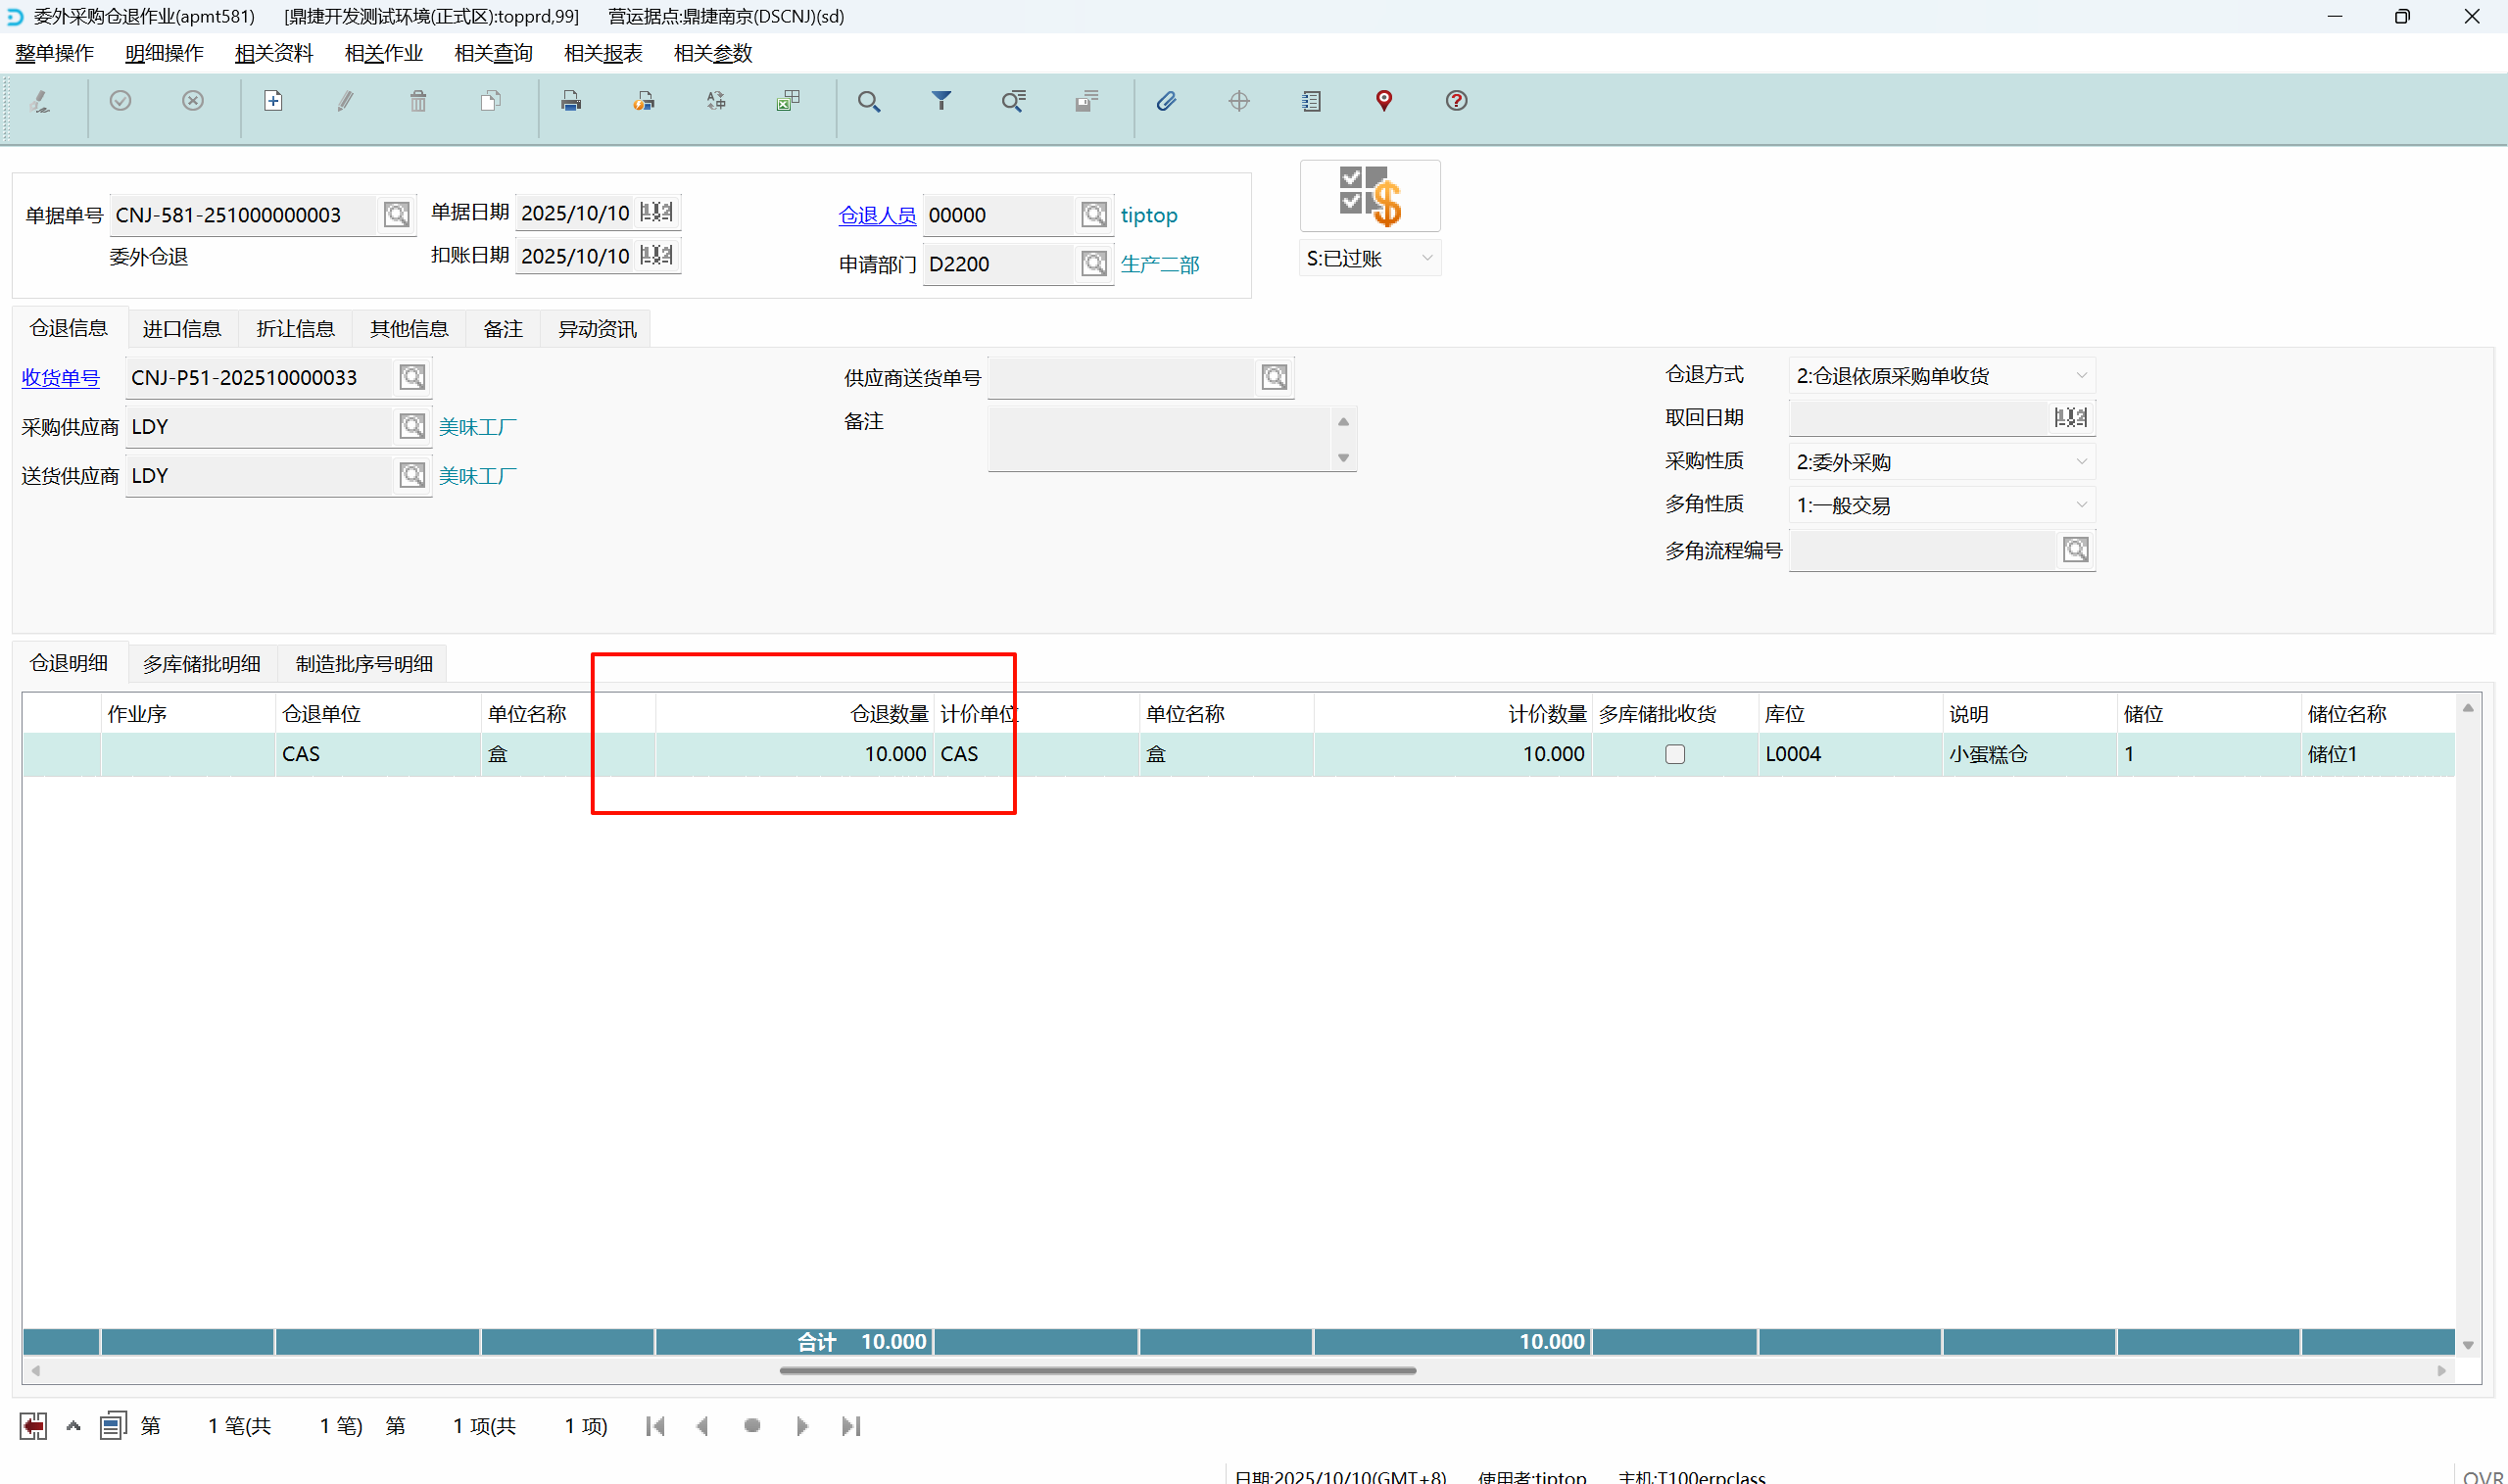 委外采购仓退作业(apmt581) [鼎捷开发测试环境(正式区):topprd,99] 营运据点:鼎捷南京(DSCNJ)(sd)
整单操作 明细操作 相关资料 相关作业 相关查询 相关报表 相关参数
单据单号 CNJ-581-251000000003 单据日期 2025/10/10 仓退人员 00000 tiptop
委外仓退 扣账日期 2025/10/10 申请部门 D2200 生产二部 S:已过账
仓退信息 进口信息 折让信息 其他信息 备注 异动资讯
收货单号 CNJ-P51-202510000033 供应商送货单号 仓退方式 2:仓退依原采购单收货
采购供应商 LDY 美味工厂 备注 取回日期
送货供应商 LDY 美味工厂 采购性质 2:委外采购
多角性质 1:一般交易
多角流程编号
仓退明细 多库储批明细 制造批序号明细
作业序 仓退单位 单位名称 仓退数量 计价单位 单位名称 计价数量 多库储批收货 库位 说明 储位 储位名称
CAS 盒 10.000 CAS 盒 10.000 L0004 小蛋糕仓 1 储位1
合计 10.000 10.000
第 1 笔(共 1 笔) 第 1 项(共 1 项)
日期:2025/10/10(GMT+8) 使用者:tiptop 主机:T100erpclass OVR